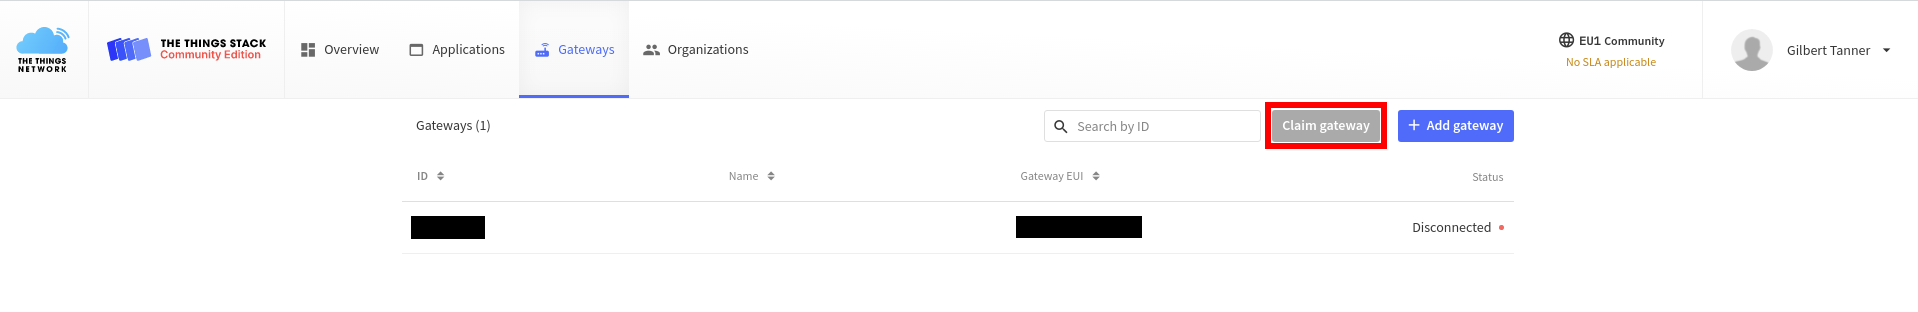 THE THINGS
NETWORK
THE THINGS STACK
Community Edition
Overview
Applications
Gateways
Organizations
EU1 Community
No SLA applicable
Gilbert Tanner
Gateways (1)
Search by ID
Claim gateway
+ Add gateway
ID
Name
Gateway EUI
Status
Disconnected